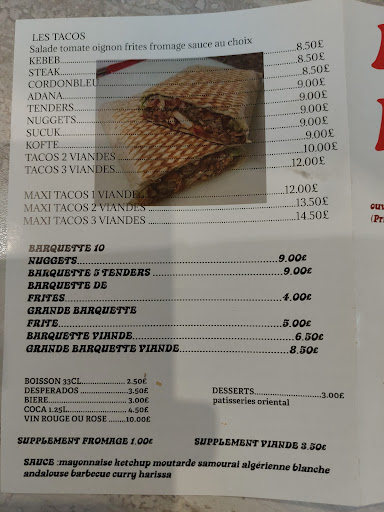 LES TACOS
Salade tomate oignon frites fromage sauce au choix
KEBEB 8.50£
STEAK 8.50£
CORDONBLEU 8.50£
ADANA 9.00£
TENDERS 9.00£
NUGGETS 9.00£
SUCUK 9.00£
KOFTE 9.00£
TACOS 2 VIANDES 10.00£
TACOS 3 VIANDES 12.00£
MAXI TACOS 1 VIANDE 12.00£
MAXI TACOS 2 VIANDES 13.50£
MAXI TACOS 3 VIANDES 14.50£
BARQUETTE 10
NUGGETS 9.00€
BARQUETTE 5 TENDERS 9.00€
BARQUETTE DE
FRITES 4.00€
GRANDE BARQUETTE
FRITE 5.00€
BARQUETTE VIANDE 6.50€
GRANDE BARQUETTE VIANDE 8.50€
BOISSON 33CL 2.50€
DESPERADOS 3.50€
BIERE 3.00€
COCA 1.25L 4.50€
VIN ROUGE OU ROSE 10.00€
DESSERTS 3.00€
patisseries oriental
SUPPLEMENT FROMAGE 1.00€
SUPPLEMENT VIANDE 3.50€
SAUCE :mayonnaise ketchup moutarde samourai algérienne blanche
andalouse barbecue curry harissa
ouv
(Pr